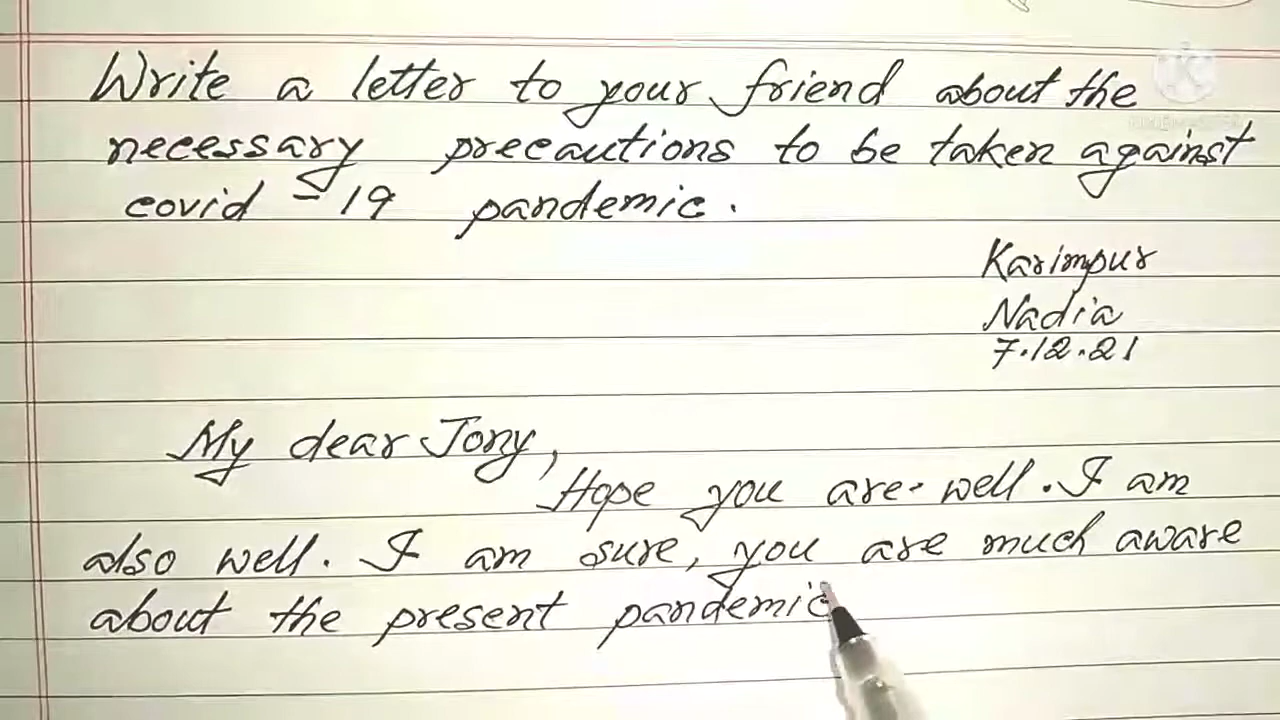 Write a letter to your friend about the
necessary precautions to be taken against
covid - 19 pandemic.
Karimpur
Nadia
7.12.21
My dear Jony,
Hope you are well. I am
also well. I am sure, you are much aware
about the present pandemic